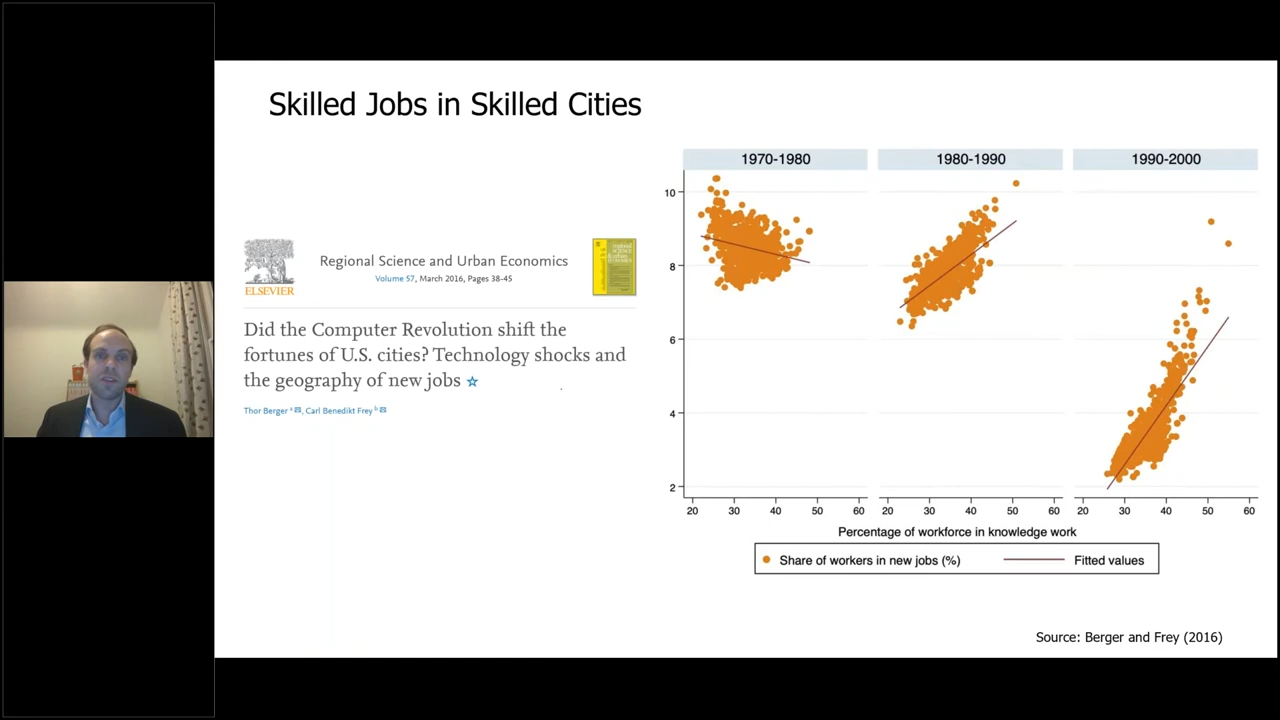 Skilled Jobs in Skilled Cities
ELSEVIER
Regional Science and Urban Economics
Volume 57, March 2016, Pages 38-45
Did the Computer Revolution shift the
fortunes of U.S. cities? Technology shocks and
the geography of new jobs
Thor Berger a, Carl Benedikt Frey b
1970-1980 1980-1990 1990-2000
10
8
6
4
2
20 30 40 50 60 20 30 40 50 60 20 30 40 50 60
Percentage of workforce in knowledge work
Share of workers in new jobs (%) Fitted values
Source: Berger and Frey (2016)